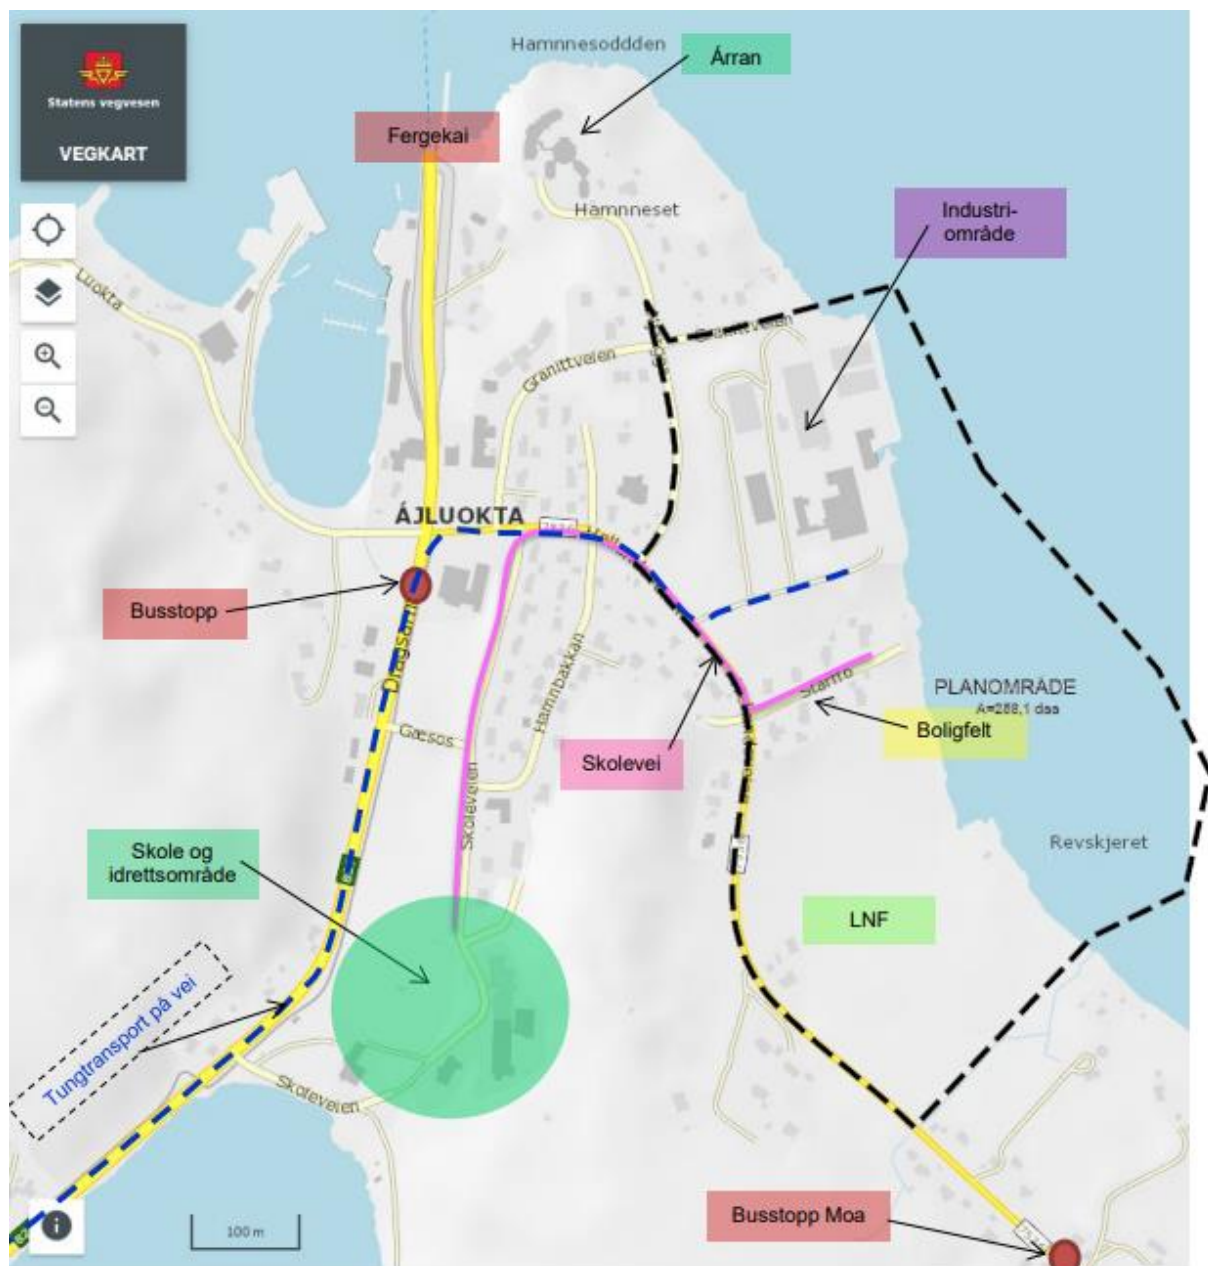 Hamnnesoddden
Árran
Statens vegvesen
VEGKART
Fergekai
Hamnneset
Industri-
område
Luokta
Granittveien
ÁJLUOKTA
Busstopp
Dragsørn
Hamnbakkan
Gæsos
Skoleveien
Skolevei
PLANOMRÅDE
A=288,1 daa
Boligfelt
Skole og
idrettsområde
Revskjeret
LNF
Tungtransport på vei
Skoleveien
Busstopp Moa
100 m